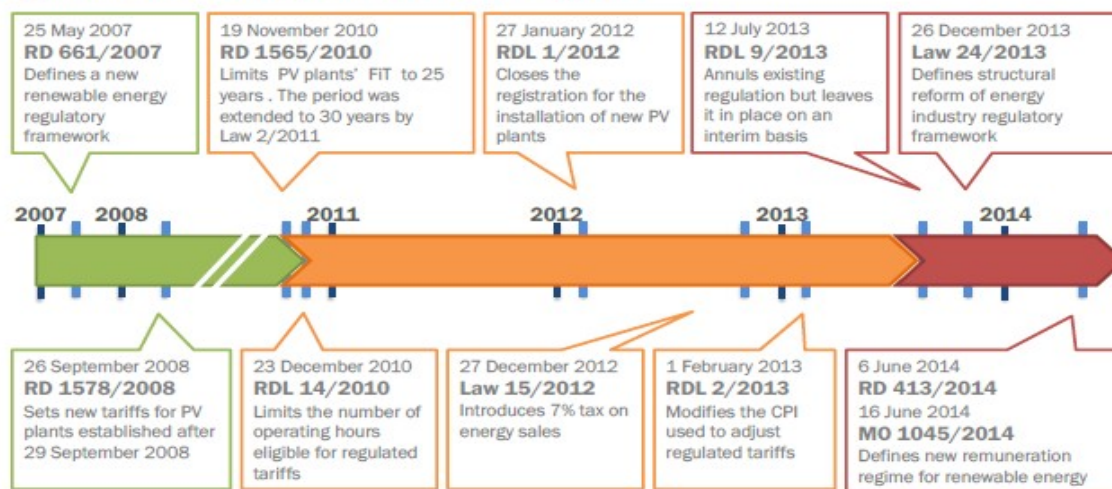 25 May 2007
RD 661/2007
Defines a new
renewable energy
regulatory
framework
19 November 2010
RD 1565/2010
Limits PV plants' FiT to 25
years . The period was
extended to 30 years by
Law 2/2011
27 January 2012
RDL 1/2012
Closes the
registration for the
installation of new PV
plants
12 July 2013
RDL 9/2013
Annuls existing
regulation but leaves
it in place on an
interim basis
26 December 2013
Law 24/2013
Defines structural
reform of energy
industry regulatory
framework
2007 2008 2011 2012 2013 2014
26 September 2008
RD 1578/2008
Sets new tariffs for PV
plants established after
29 September 2008
23 December 2010
RDL 14/2010
Limits the number of
operating hours
eligible for regulated
tariffs
27 December 2012
Law 15/2012
Introduces 7% tax on
energy sales
1 February 2013
RDL 2/2013
Modifies the CPI
used to adjust
regulated tariffs
6 June 2014
RD 413/2014
16 June 2014
MO 1045/2014
Defines new remuneration
regime for renewable energy